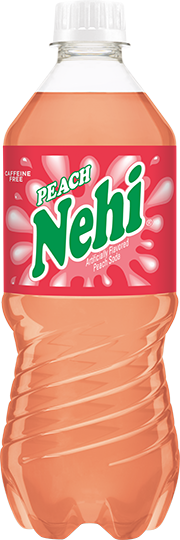 CAFFEINE
FREE
PEACH
Nehi
Artificially Flavored
Peach Soda